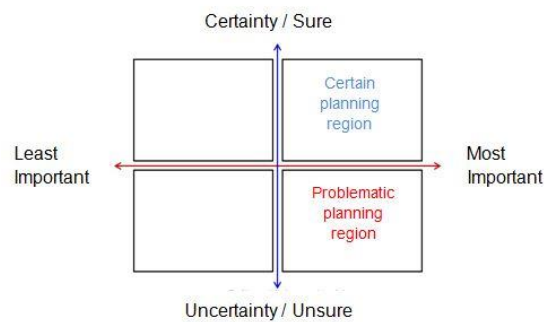 Certainty / Sure
Certain
planning
region
Least
Important
Most
Important
Problematic
planning
region
Uncertainty / Unsure